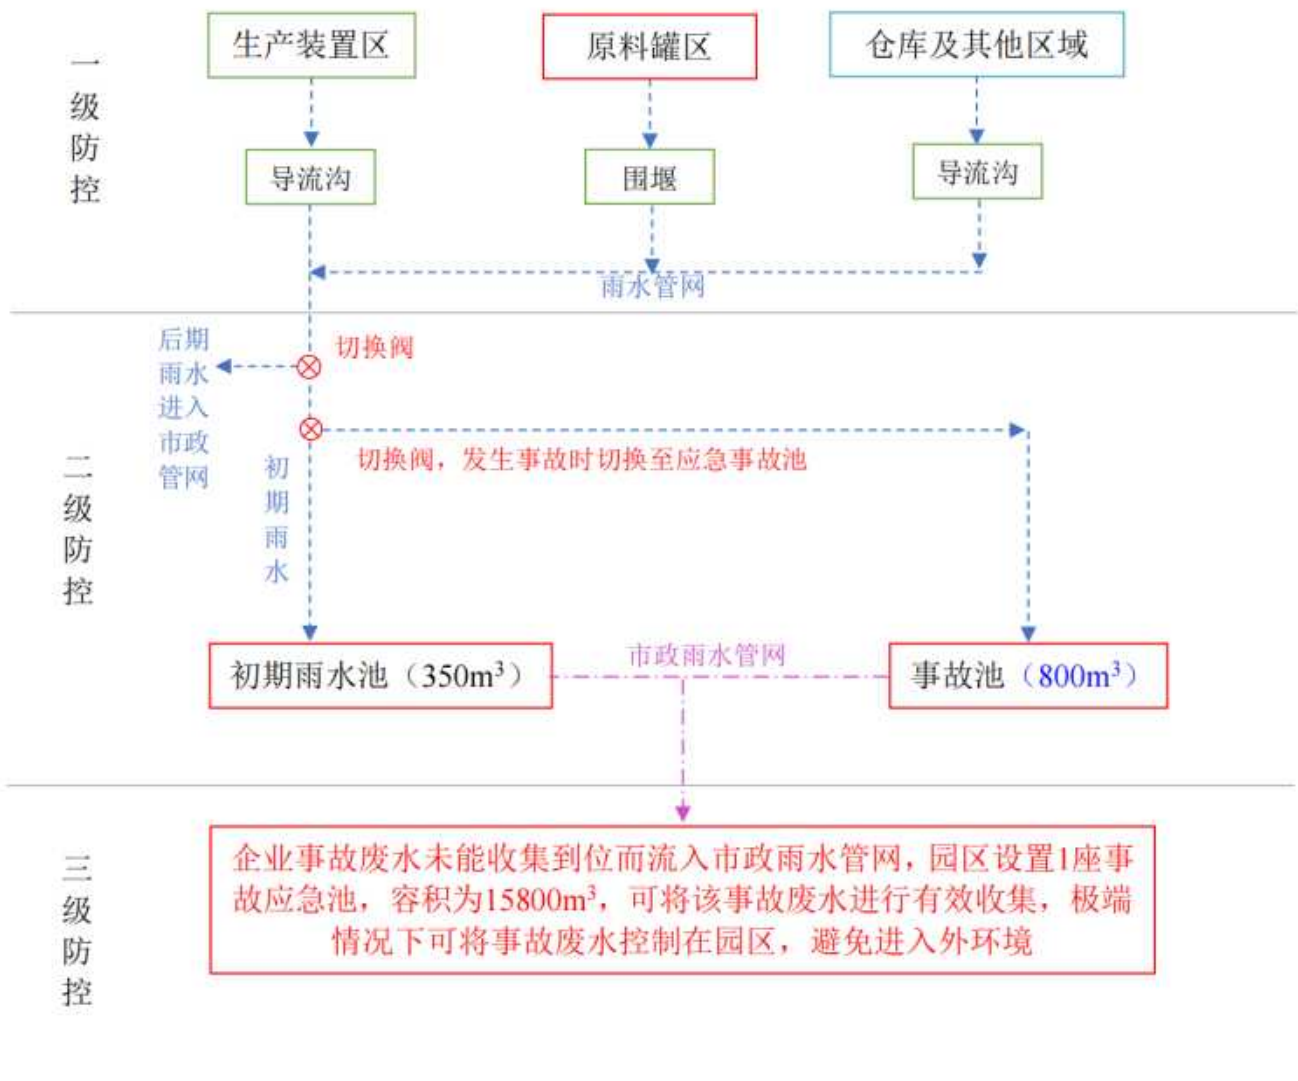 一级防控
生产装置区
原料罐区
仓库及其他区域
导流沟
围堰
导流沟
雨水管网
二级防控
后期
雨水
进入
市政
管网
切换阀
切换阀，发生事故时切换至应急事故池
初期雨水
初期雨水池（350m³）
市政雨水管网
事故池（800m³）
三级防控
企业事故废水未能收集到位而流入市政雨水管网，园区设置1座事
故应急池，容积为15800m³，可将该事故废水进行有效收集，极端
情况下可将事故废水控制在园区，避免进入外环境